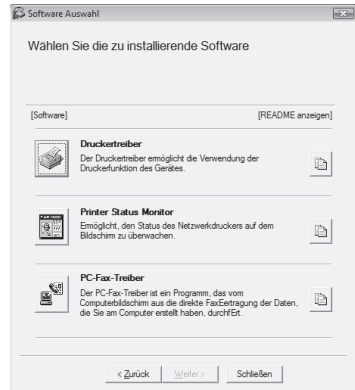 Software Auswahl
Wählen Sie die zu installierende Software
[Software] [README anzeigen]
Druckertreiber
Der Druckertreiber ermöglicht die Verwendung der
Druckerfunktion des Gerätes.
Printer Status Monitor
Ermöglicht, den Status des Netzwerkdruckers auf dem
Bildschirm zu überwachen.
PC-Fax-Treiber
Der PC-Fax-Treiber ist ein Programm, das vom
Computerbildschirm aus die direkte FaxEertragung der Daten,
die Sie am Computer erstellt haben, durchfErt.
< Zurück Weiter > Schließen